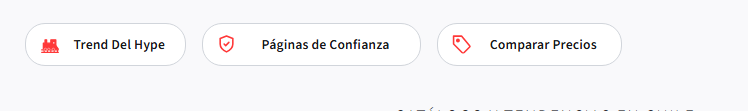 Trend Del Hype
Páginas de Confianza
Comparar Precios